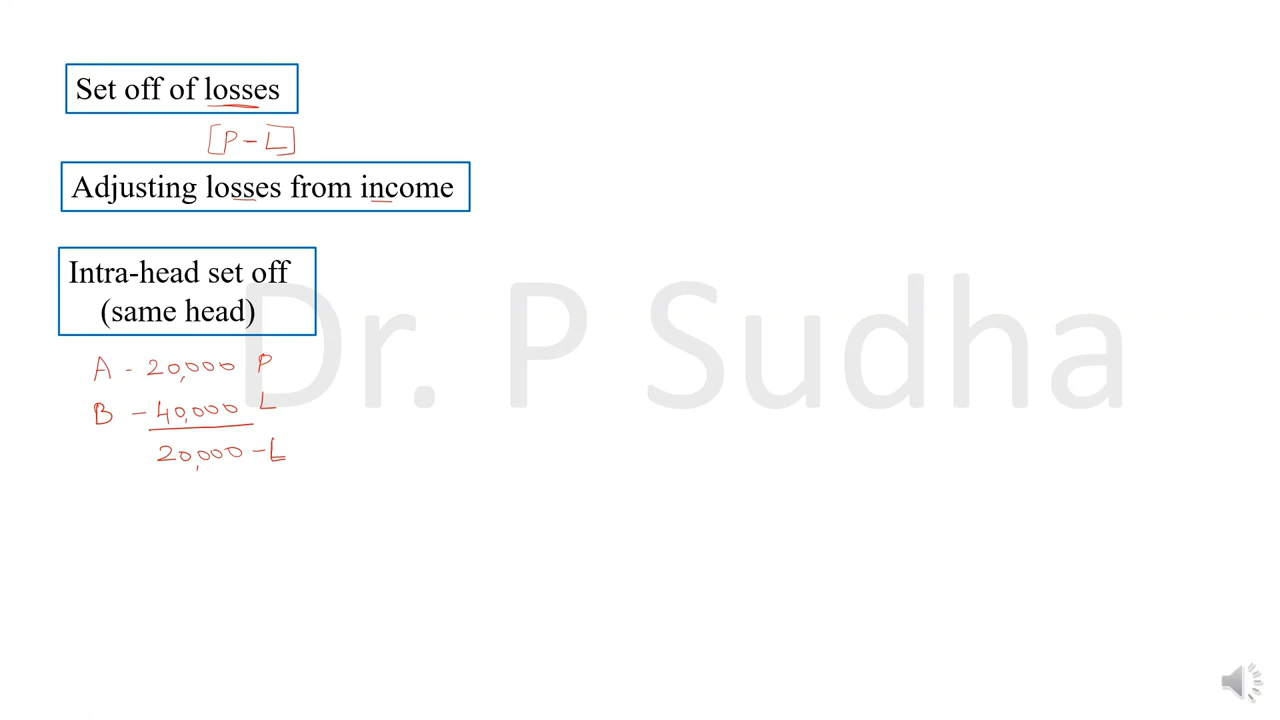 Set off of losses
[P - L]
Adjusting losses from income
Intra-head set off
(same head)
A - 20,000 P
B - 40,000 L
20,000 - L
Dr. P Sudha